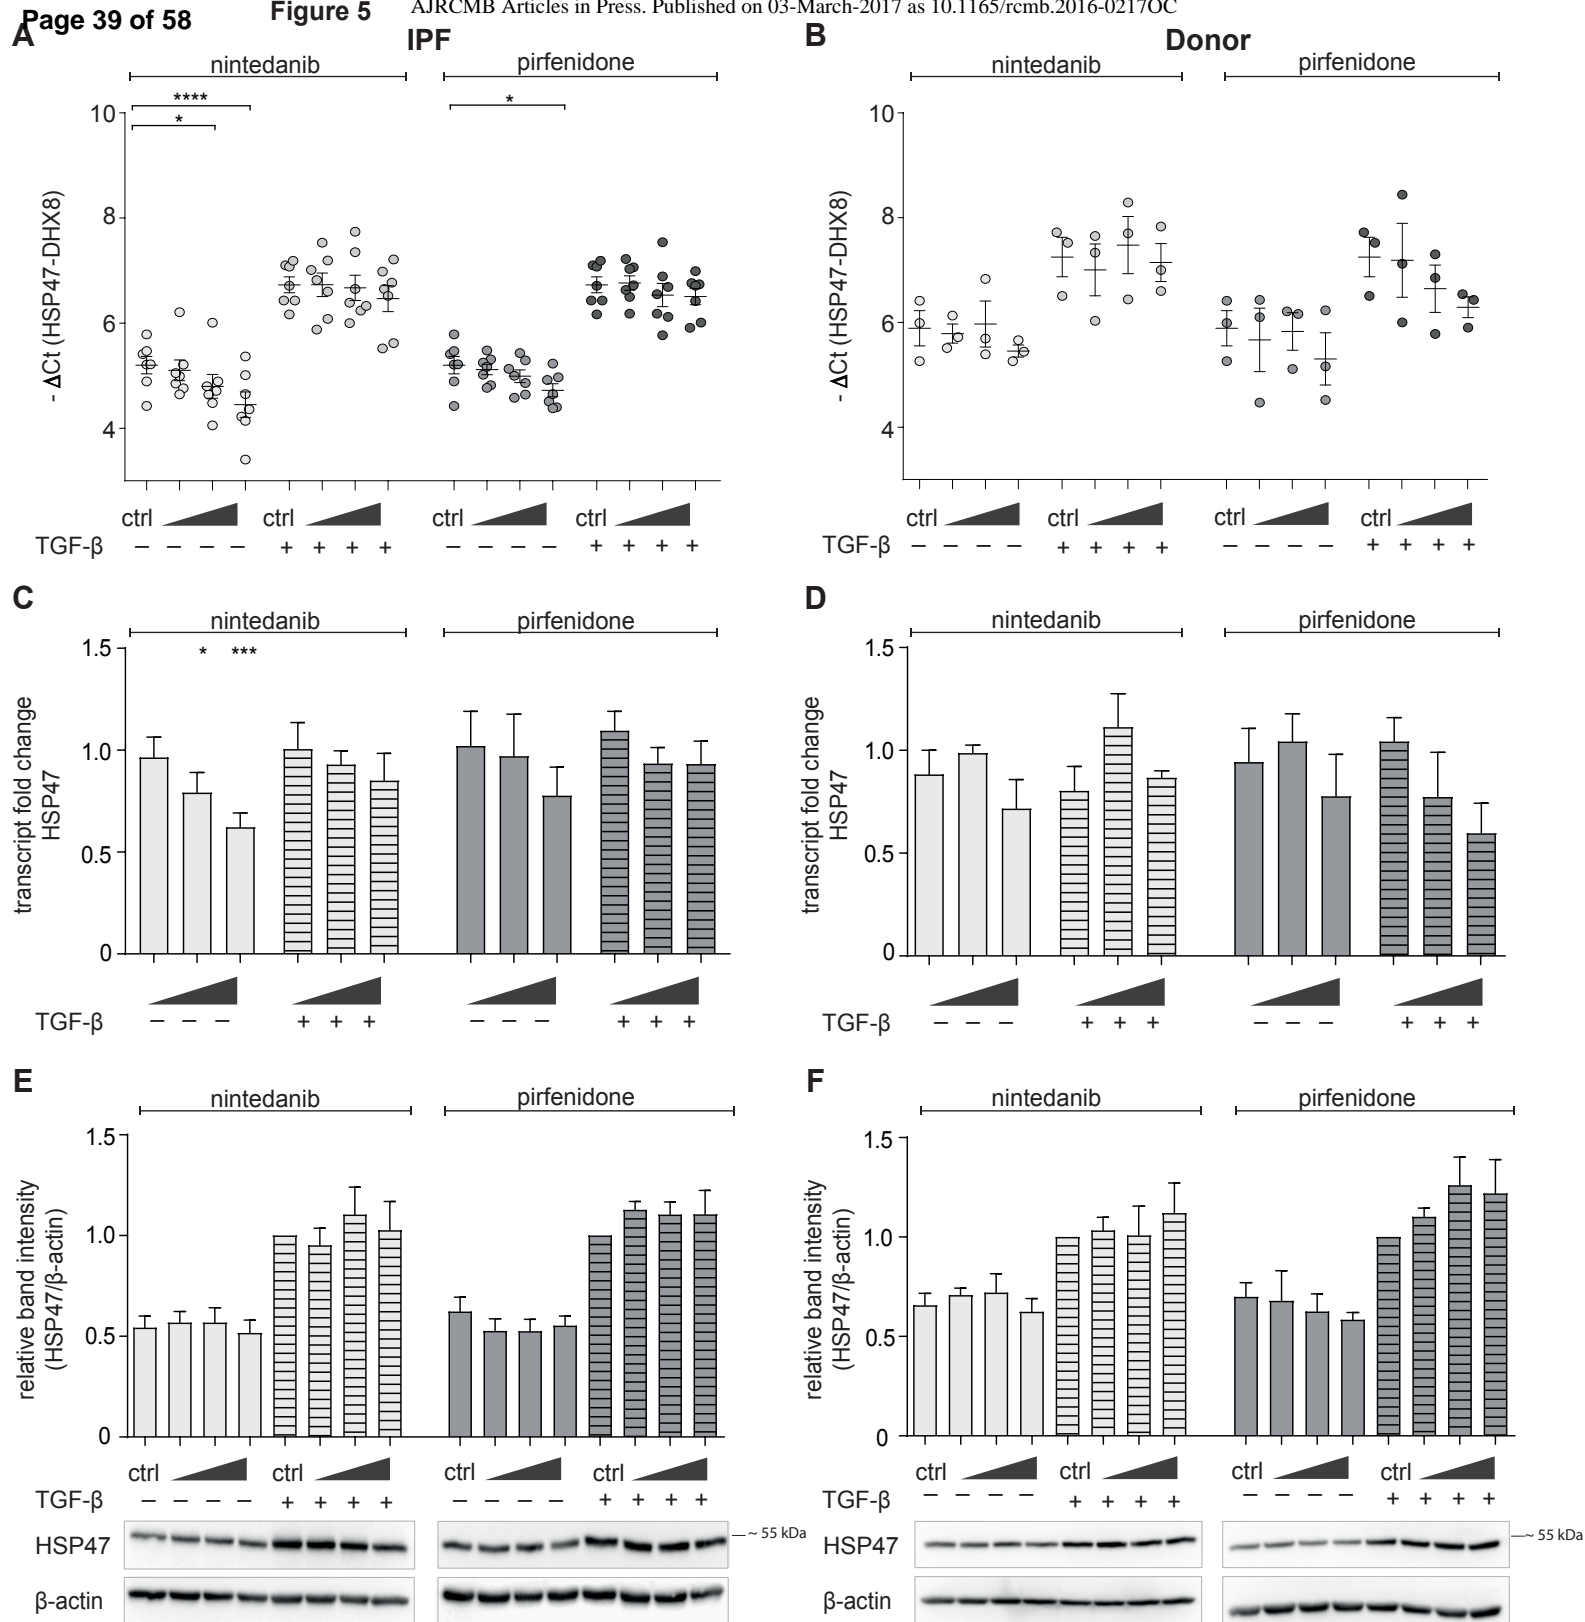 Page 39 of 58
Figure 5
AJRCMB Articles in Press. Published on 03-March-2017 as 10.1165/rcmb.2016-0217OC
A
IPF
nintedanib
pirfenidone
****
*
*
- ΔCt (HSP47-DHX8)
10
8
6
4
ctrl ctrl ctrl ctrl
TGF-β − − − − + + + + − − − − + + + +
B
Donor
nintedanib
pirfenidone
- ΔCt (HSP47-DHX8)
10
8
6
4
ctrl ctrl ctrl ctrl
TGF-β − − − − + + + + − − − − + + + +
C
nintedanib
pirfenidone
* ***
transcript fold change
HSP47
1.5
1.0
0.5
0
TGF-β − − − + + + − − − + + +
D
nintedanib
pirfenidone
transcript fold change
HSP47
1.5
1.0
0.5
0
TGF-β − − − + + + − − − + + +
E
nintedanib
pirfenidone
relative band intensity
(HSP47/β-actin)
1.5
1.0
0.5
0
ctrl ctrl ctrl ctrl
TGF-β − − − − + + + + − − − − + + + +
HSP47
~ 55 kDa
β-actin
F
nintedanib
pirfenidone
relative band intensity
(HSP47/β-actin)
1.5
1.0
0.5
0
ctrl ctrl ctrl ctrl
TGF-β − − − − + + + + − − − − + + + +
HSP47
~ 55 kDa
β-actin